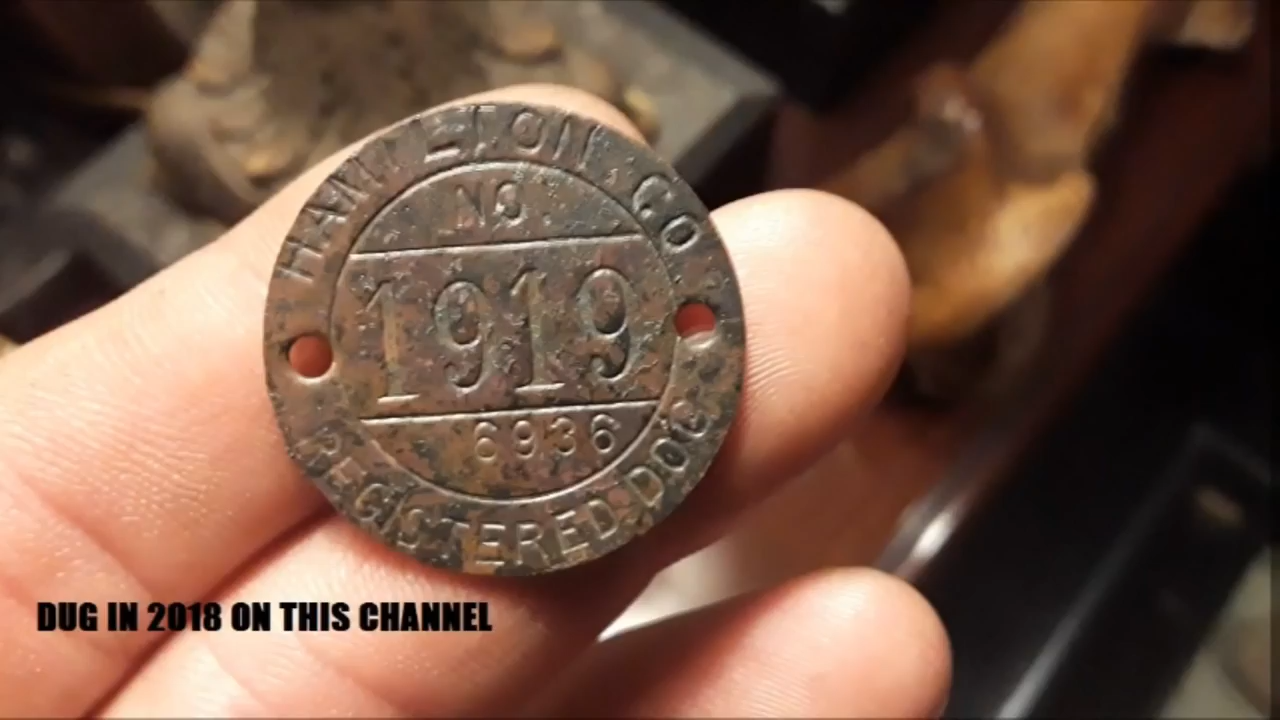 HAMILTON CO.
NO.
1919
6936
REGISTERED DOG
DUG IN 2018 ON THIS CHANNEL